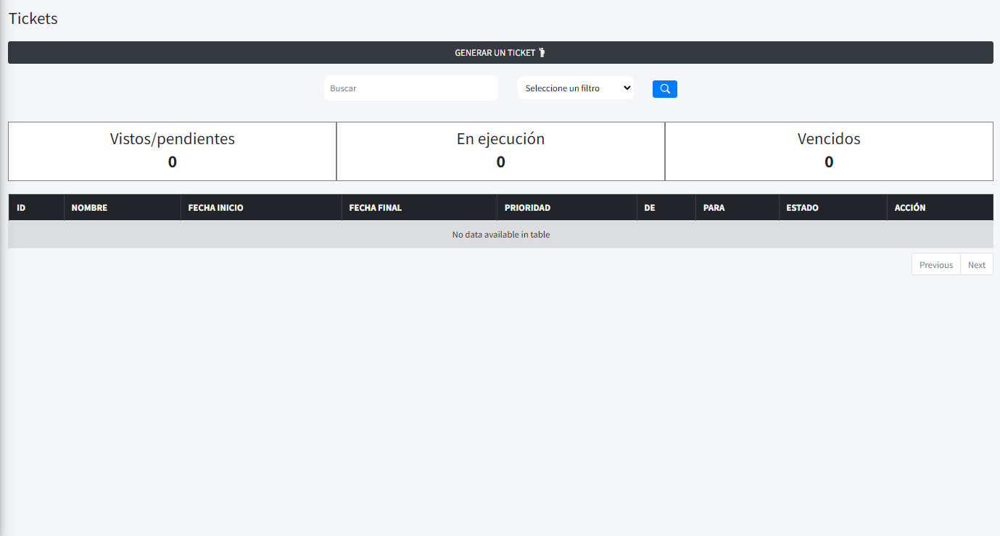 Tickets
GENERAR UN TICKET
Buscar
Seleccione un filtro
Vistos/pendientes
0
En ejecución
0
Vencidos
0
ID NOMBRE FECHA INICIO FECHA FINAL PRIORIDAD DE PARA ESTADO ACCIÓN
No data available in table
Previous Next